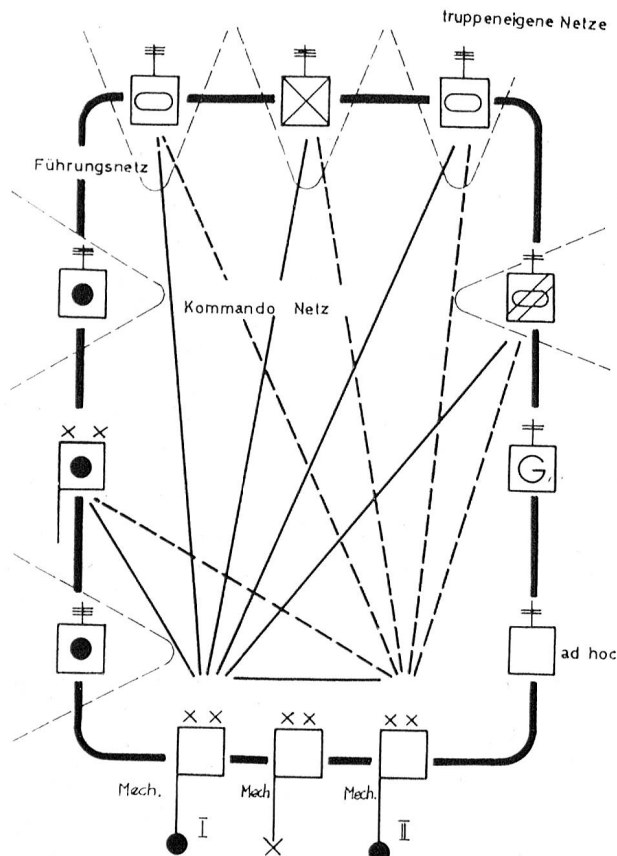 truppeneigene Netze
Führungsnetz
Kommando Netz
G
ad hoc
Mech.
Mech
Mech.
I
II